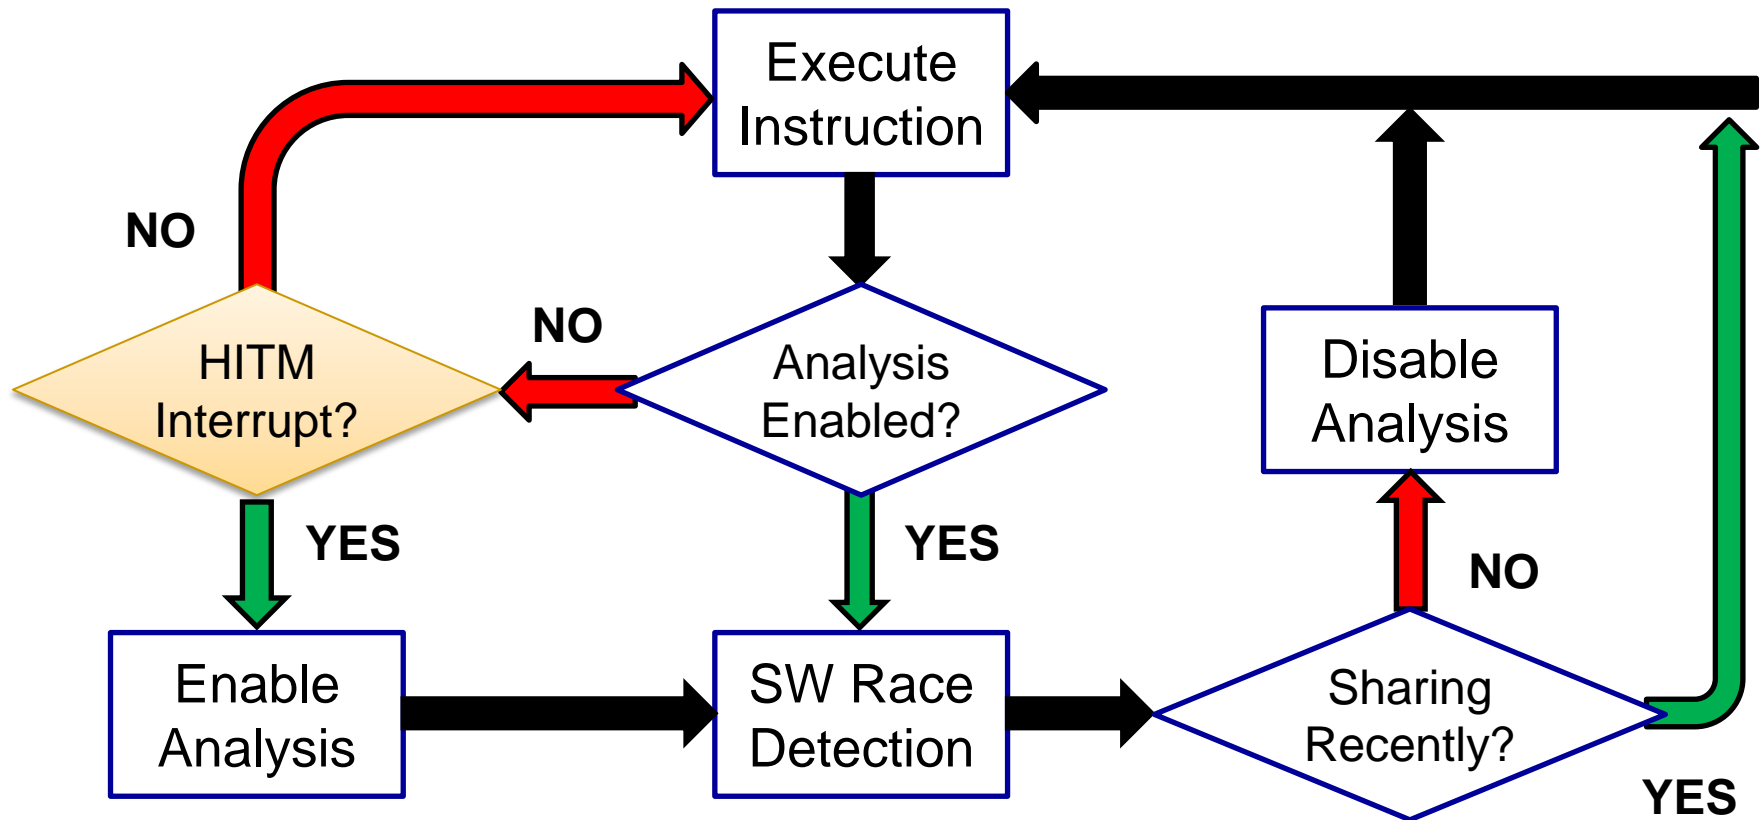 Execute
Instruction
NO
NO
HITM
Interrupt?
Analysis
Enabled?
Disable
Analysis
YES
YES
NO
Enable
Analysis
SW Race
Detection
Sharing
Recently?
YES